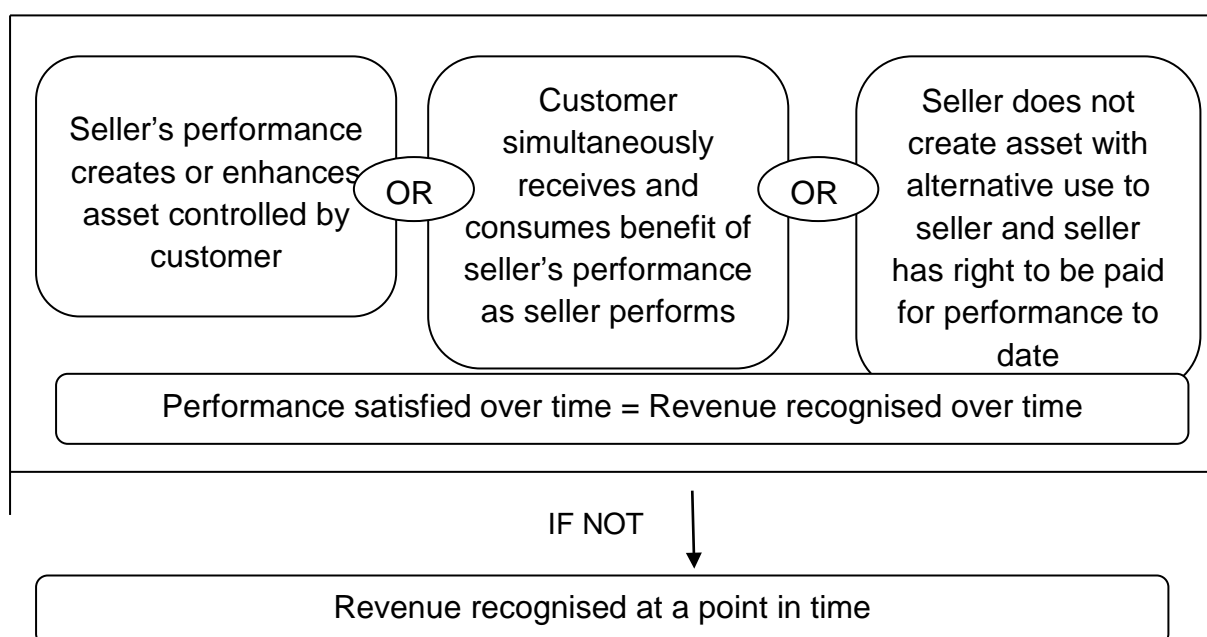 Seller’s performance
creates or enhances
asset controlled by
customer
OR
Customer
simultaneously
receives and
consumes benefit of
seller’s performance
as seller performs
OR
Seller does not
create asset with
alternative use to
seller and seller
has right to be paid
for performance to
date
Performance satisfied over time = Revenue recognised over time
IF NOT
Revenue recognised at a point in time